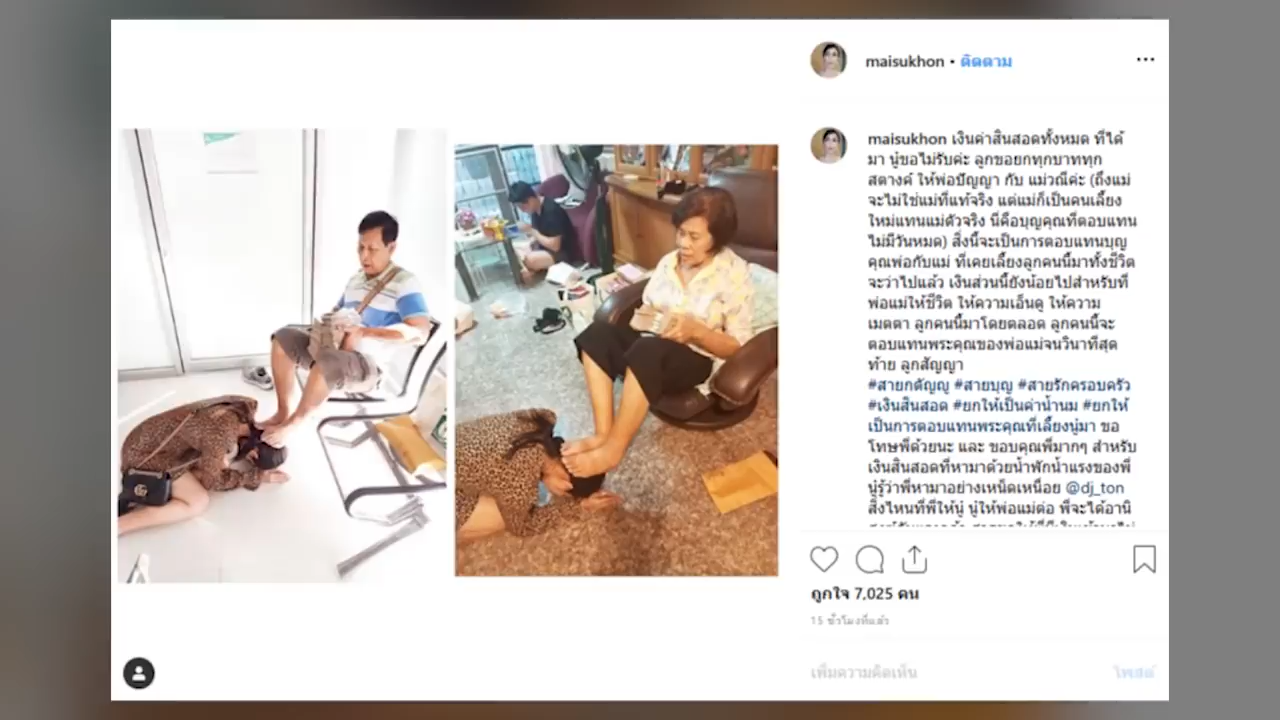 maisukhon • ติดตาม
maisukhon เงินค่าสินสอดทั้งหมด ที่ได้
มา นู๋ขอไม่รับค่ะ ลูกขอยกทุกบาททุก
สตางค์ ให้พ่อปัญญา กับ แม่วณีค่ะ (ถึงแม่
จะไม่ใช่แม่ที่แท้จริง แต่แม่ก็เป็นคนเลี้ยง
ใหม่แทนแม่ตัวจริง นี่คือบุญคุณที่ตอบแทน
ไม่มีวันหมด) สิ่งนี้จะเป็นการตอบแทนบุญ
คุณพ่อกับแม่ ที่เคยเลี้ยงลูกคนนี้มาทั้งชีวิต
จะว่าไปแล้ว เงินส่วนนี้ยังน้อยไปสำหรับที่
พ่อแม่ให้ชีวิต ให้ความเอ็นดู ให้ความ
เมตตา ลูกคนนี้มาโดยตลอด ลูกคนนี้จะ
ตอบแทนพระคุณของพ่อแม่จนวินาทีสุด
ท้าย ลูกสัญญา
#สายกตัญญู #สายบุญ #สายรักครอบครัว
#เงินสินสอด #ยกให้เป็นค่าน้ำนม #ยกให้
เป็นการตอบแทนพระคุณที่เลี้ยงนู๋มา ขอ
โทษพี่ด้วยนะ และ ขอบคุณพี่มากๆ สำหรับ
เงินสินสอดที่หามาด้วยน้ำพักน้ำแรงของพี่
นู๋รู้ว่าพี่หามาอย่างเหน็ดเหนื่อย @dj_ton
สิ่งไหนที่พี่ให้นู๋ นู๋ให้พ่อแม่ต่อ พี่จะได้อานิ
ถูกใจ 7,025 คน
15 ชั่วโมงที่แล้ว
เพิ่มความคิดเห็น
โพสต์